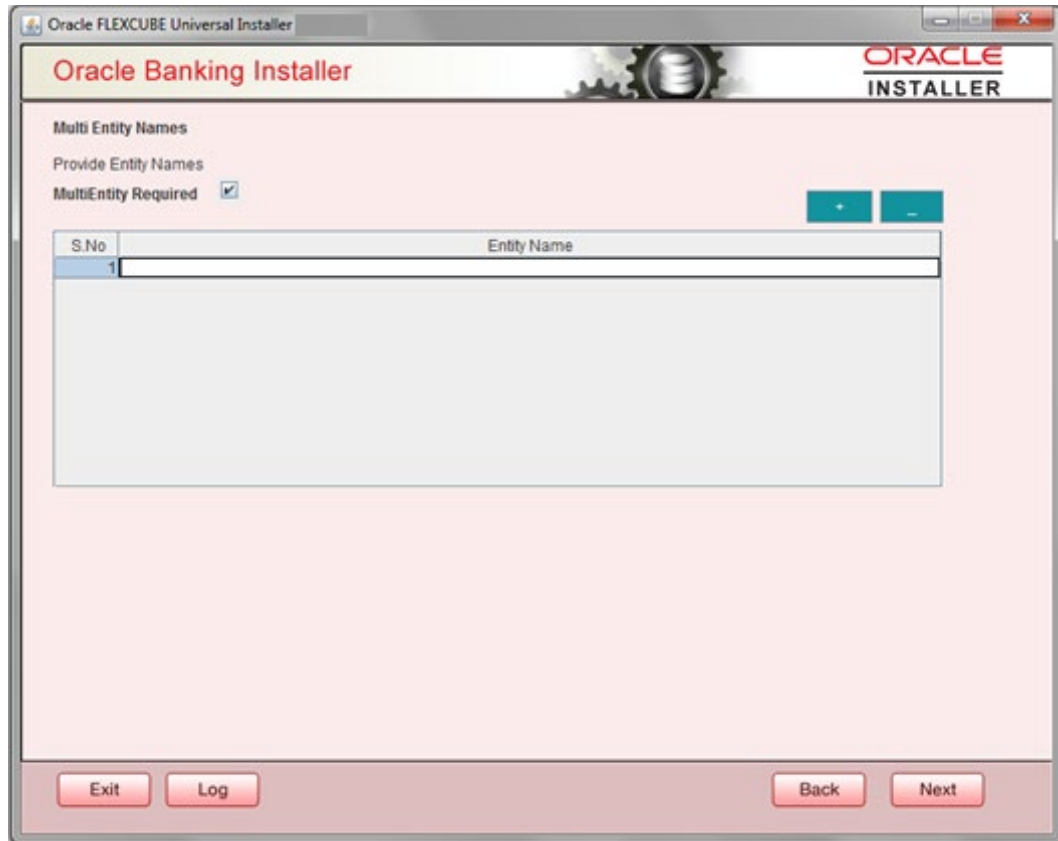 Oracle FLEXCUBE Universal Installer
Oracle Banking Installer
ORACLE
INSTALLER
Multi Entity Names
Provide Entity Names
MultiEntity Required
+ _
S.No Entity Name
1
Exit Log Back Next